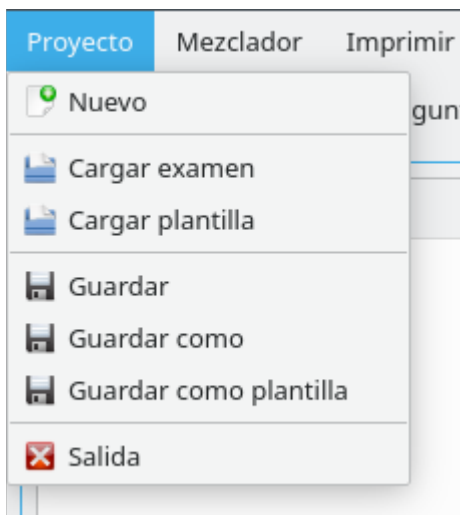 Proyecto Mezclador Imprimir
Nuevo
Cargar examen
Cargar plantilla
Guardar
Guardar como
Guardar como plantilla
Salida